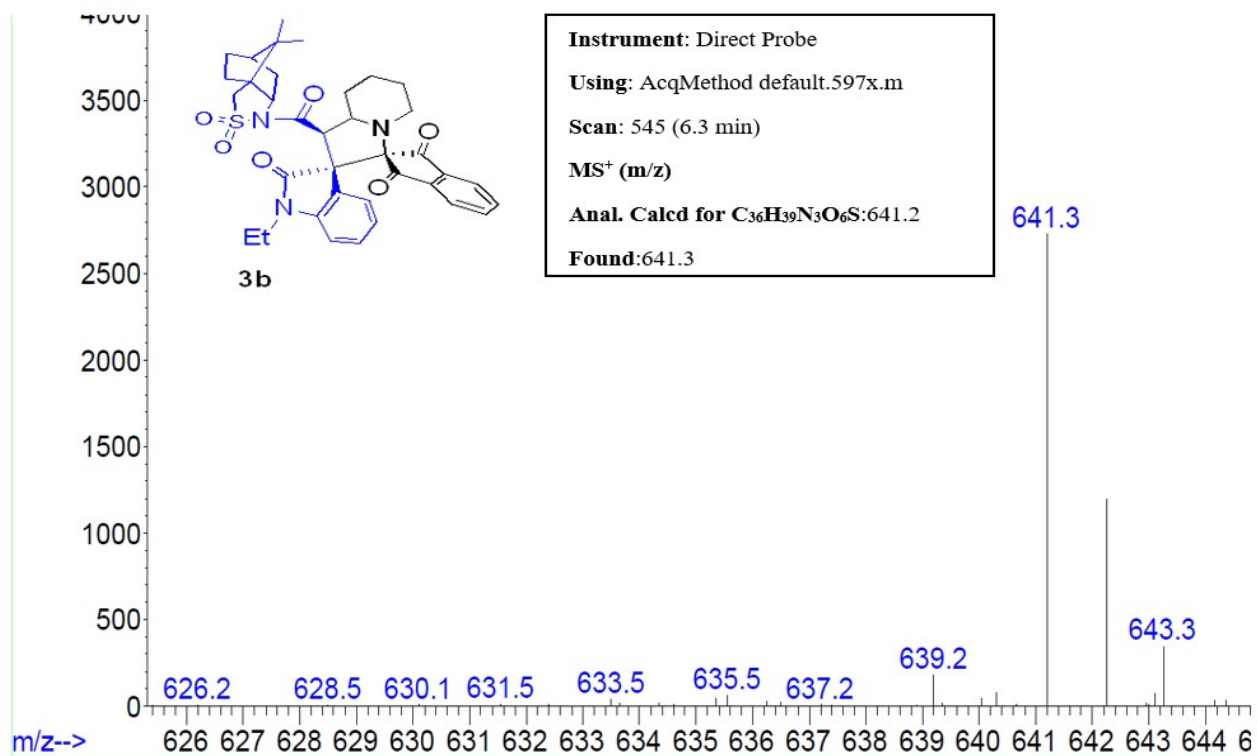 4000
3500
3000
2500
2000
1500
1000
500
0
O
O
S
O
N
O
N
O
O
O
N
Et
3b
Instrument: Direct Probe
Using: AcqMethod default.597x.m
Scan: 545 (6.3 min)
MS⁺ (m/z)
Anal. Calcd for C₃₆H₃₉N₃O₆S:641.2
Found:641.3
641.3
643.3
639.2
626.2 628.5 630.1 631.5 633.5 635.5 637.2
m/z--> 626 627 628 629 630 631 632 633 634 635 636 637 638 639 640 641 642 643 644 6